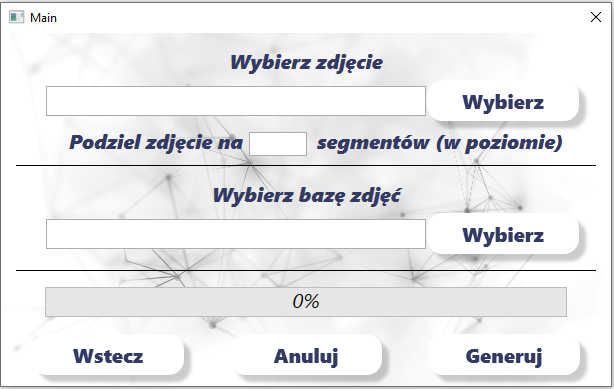 Main
Wybierz zdjęcie
Wybierz
Podziel zdjęcie na segmentów (w poziomie)
Wybierz bazę zdjęć
Wybierz
0%
Wstecz Anuluj Generuj